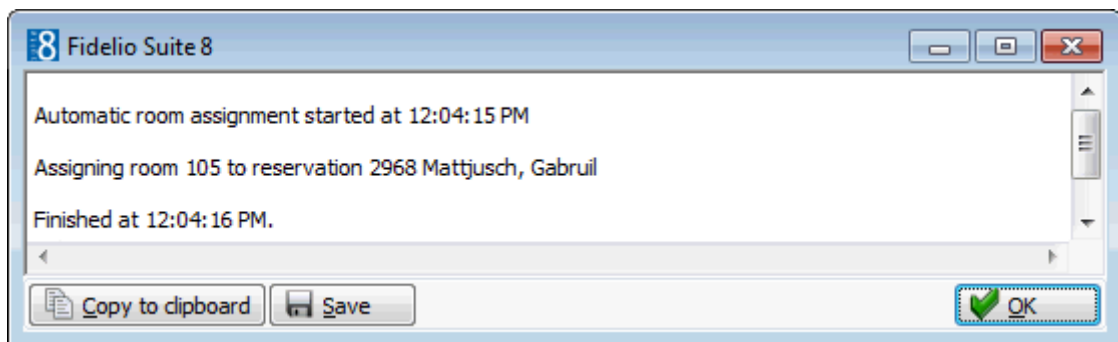 8 Fidelio Suite 8
Automatic room assignment started at 12:04:15 PM
Assigning room 105 to reservation 2968 Mattjusch, Gabruil
Finished at 12:04:16 PM.
Copy to clipboard Save OK